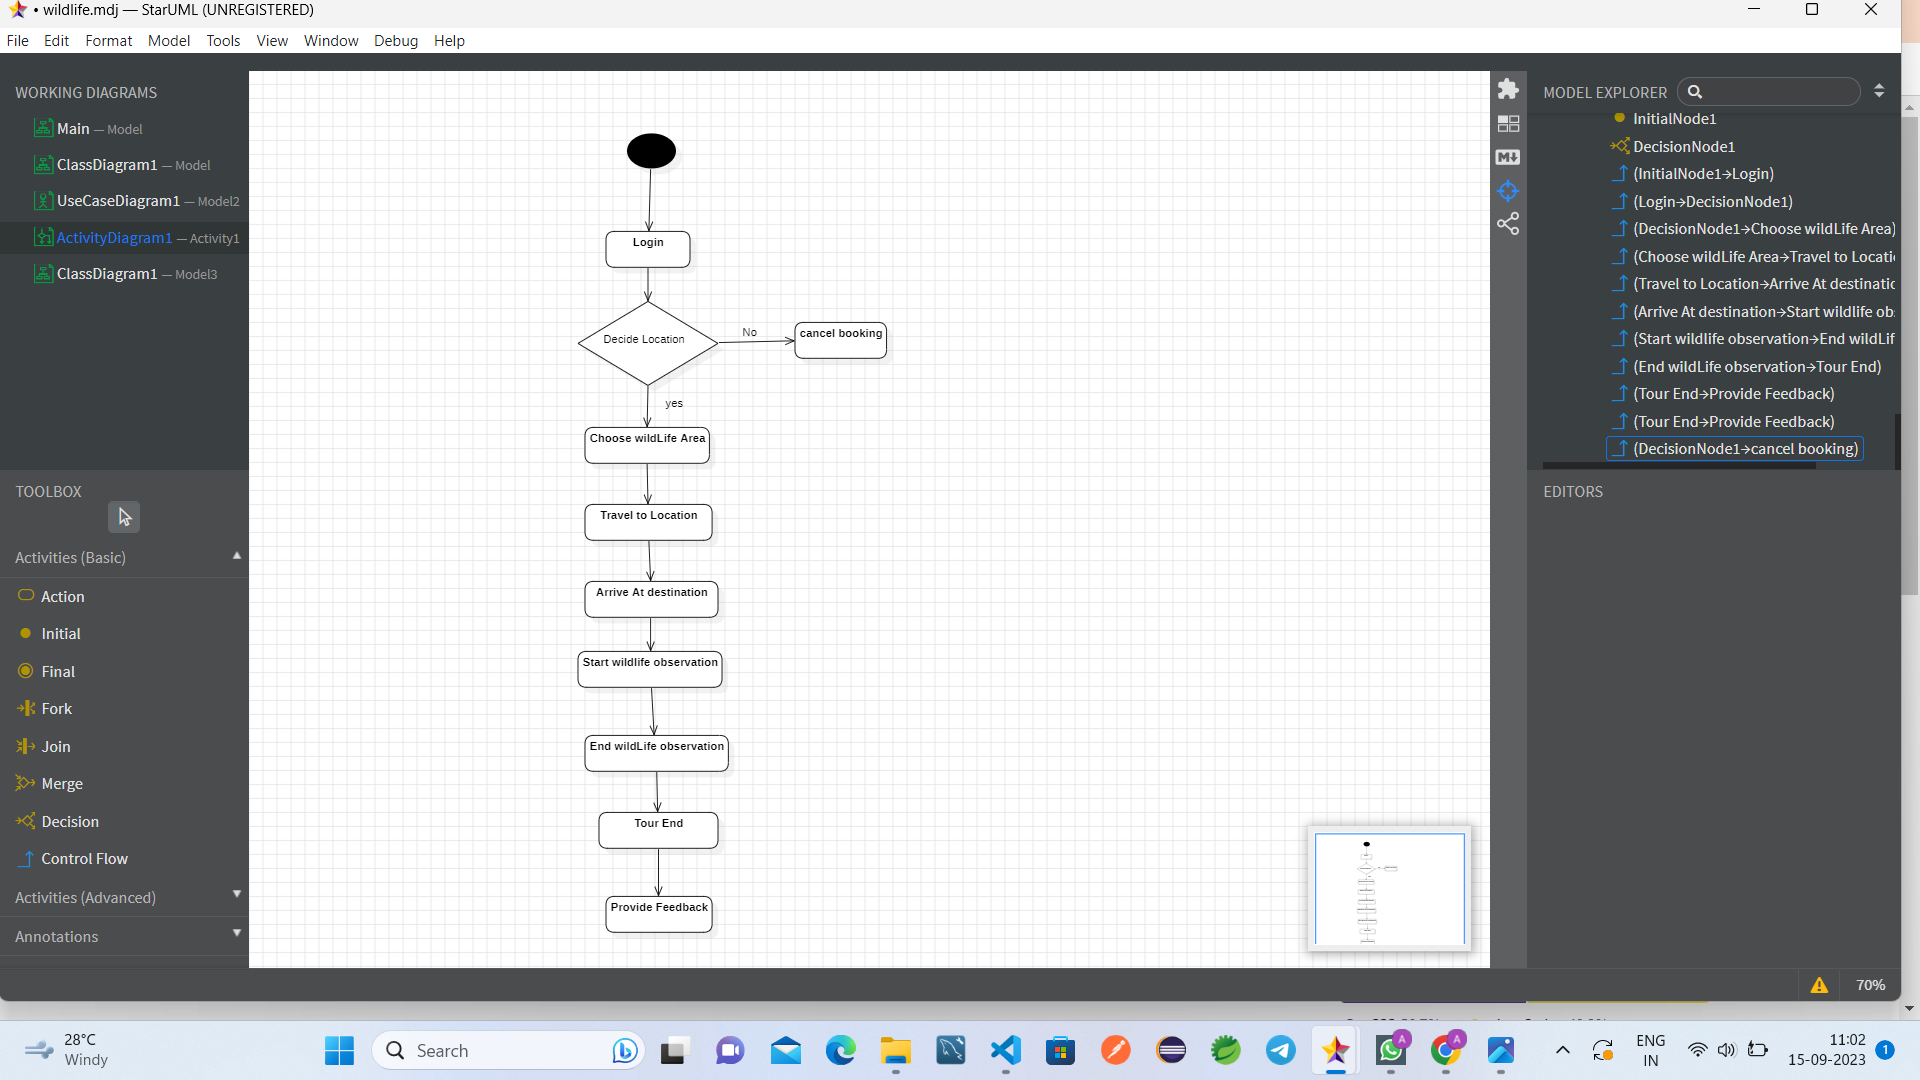 • wildlife.mdj — StarUML (UNREGISTERED)
File Edit Format Model Tools View Window Debug Help
WORKING DIAGRAMS
Main — Model
ClassDiagram1 — Model
UseCaseDiagram1 — Model2
ActivityDiagram1 — Activity1
ClassDiagram1 — Model3
TOOLBOX
Activities (Basic)
Action
Initial
Final
Fork
Join
Merge
Decision
Control Flow
Activities (Advanced)
Annotations
Login
Decide Location
No
cancel booking
yes
Choose wildLife Area
Travel to Location
Arrive At destination
Start wildlife observation
End wildLife observation
Tour End
Provide Feedback
MODEL EXPLORER
InitialNode1
DecisionNode1
(InitialNode1→Login)
(Login→DecisionNode1)
(DecisionNode1→Choose wildLife Area)
(Choose wildLife Area→Travel to Locati
(Travel to Location→Arrive At destinatio
(Arrive At destination→Start wildlife ob
(Start wildlife observation→End wildLif
(End wildLife observation→Tour End)
(Tour End→Provide Feedback)
(Tour End→Provide Feedback)
(DecisionNode1→cancel booking)
EDITORS
70%
28°C
Windy
Search
ENG
IN
11:02
15-09-2023
1